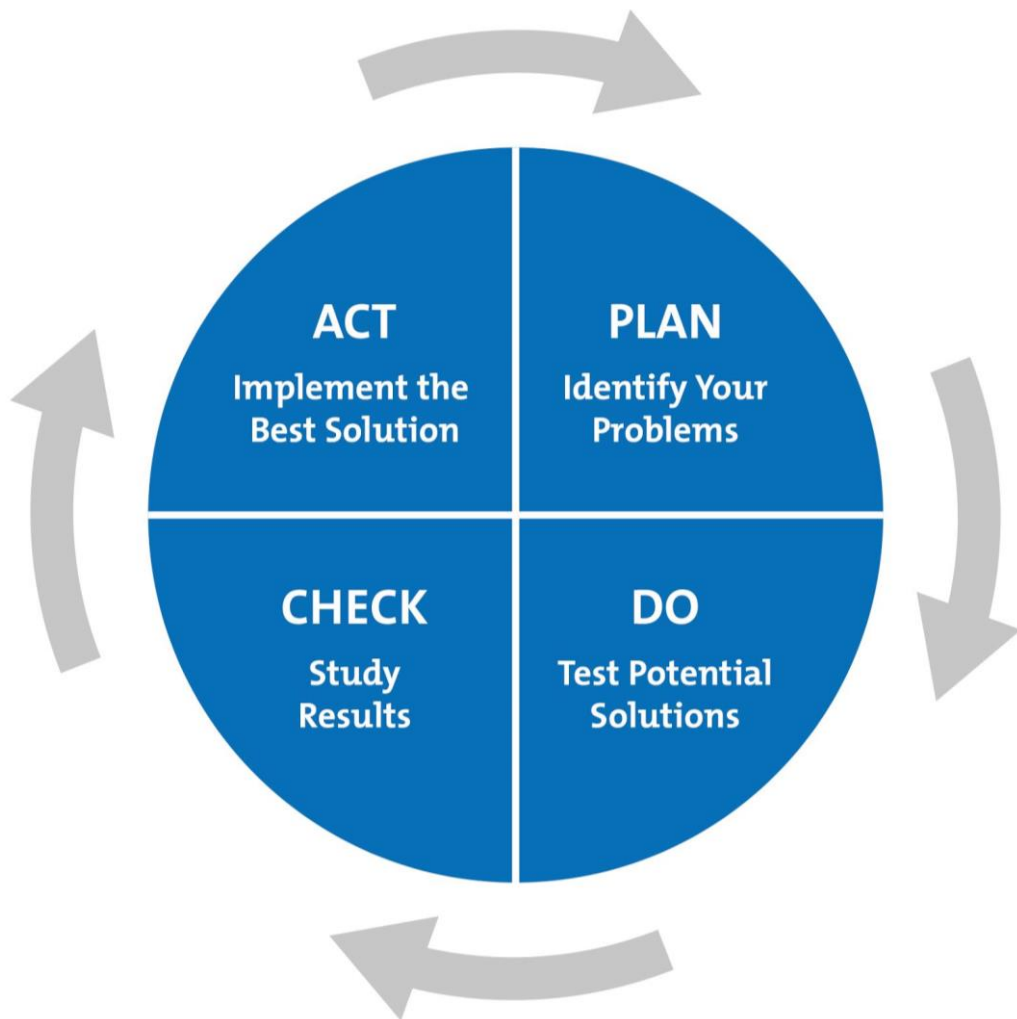 ACT
Implement the
Best Solution
PLAN
Identify Your
Problems
CHECK
Study
Results
DO
Test Potential
Solutions